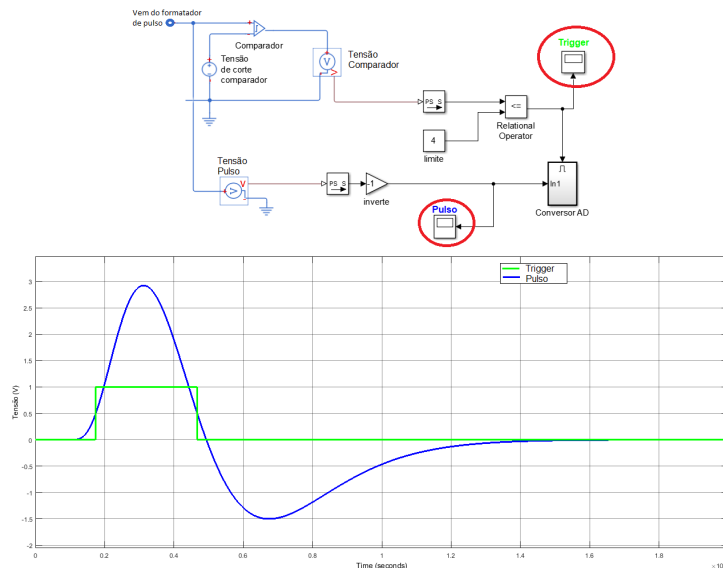 Vem do formatador
de pulso
Comparador
Tensão
de corte
comparador
V
Tensão
Comparador
Trigger
PS S
<=
Relational
Operator
4
limite
Tensão
Pulso
V
V
PS S
-1
inverte
Pulso
In1
Conversor AD
Trigger
Pulso
Tensão (V)
3
2.5
2
1.5
1
0.5
0
-0.5
-1
-1.5
-2
0
0.2
0.4
0.6
0.8
1
1.2
1.4
1.6
1.8
Time (seconds)
×10